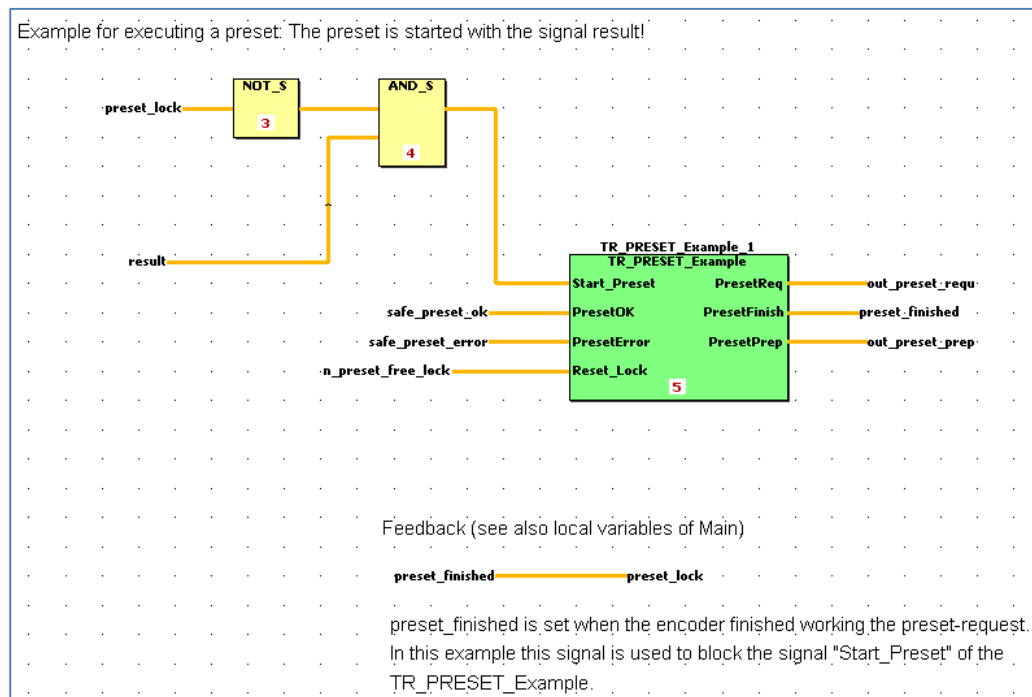 Example for executing a preset: The preset is started with the signal result!
NOT_S
AND_S
preset_lock
3
4
result
TR_PRESET_Example_1
TR_PRESET_Example
Start_Preset PresetReq out_preset_requ
safe_preset_ok PresetOK PresetFinish preset_finished
safe_preset_error PresetError PresetPrep out_preset_prep
n_preset_free_lock Reset_Lock
5
Feedback (see also local variables of Main)
preset_finished preset_lock
preset_finished is set when the encoder finished working the preset-request.
In this example this signal is used to block the signal "Start_Preset" of the
TR_PRESET_Example.